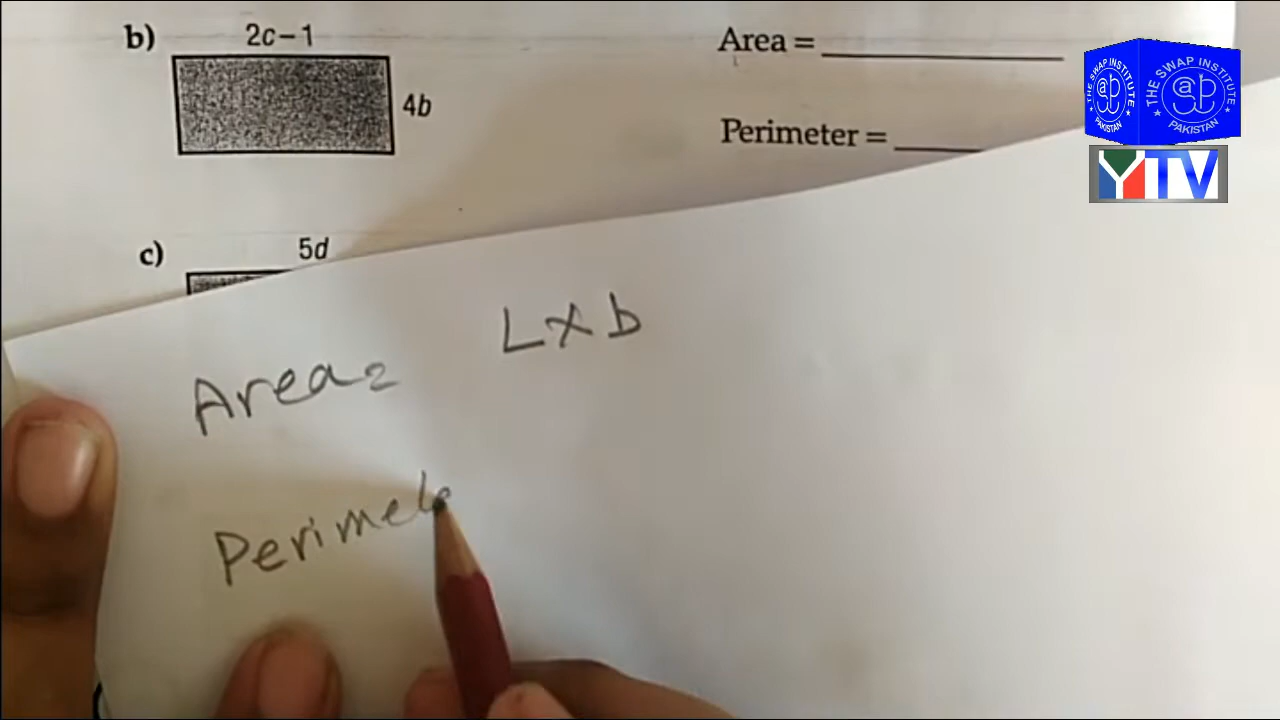 b) 2c-1
Area =
4b
Perimeter =
c) 5d
Area=
L×b
Perimete
THE SWAP INSTITUTE
PAKISTAN
THE SWAP INSTITUTE
PAKISTAN
YTV